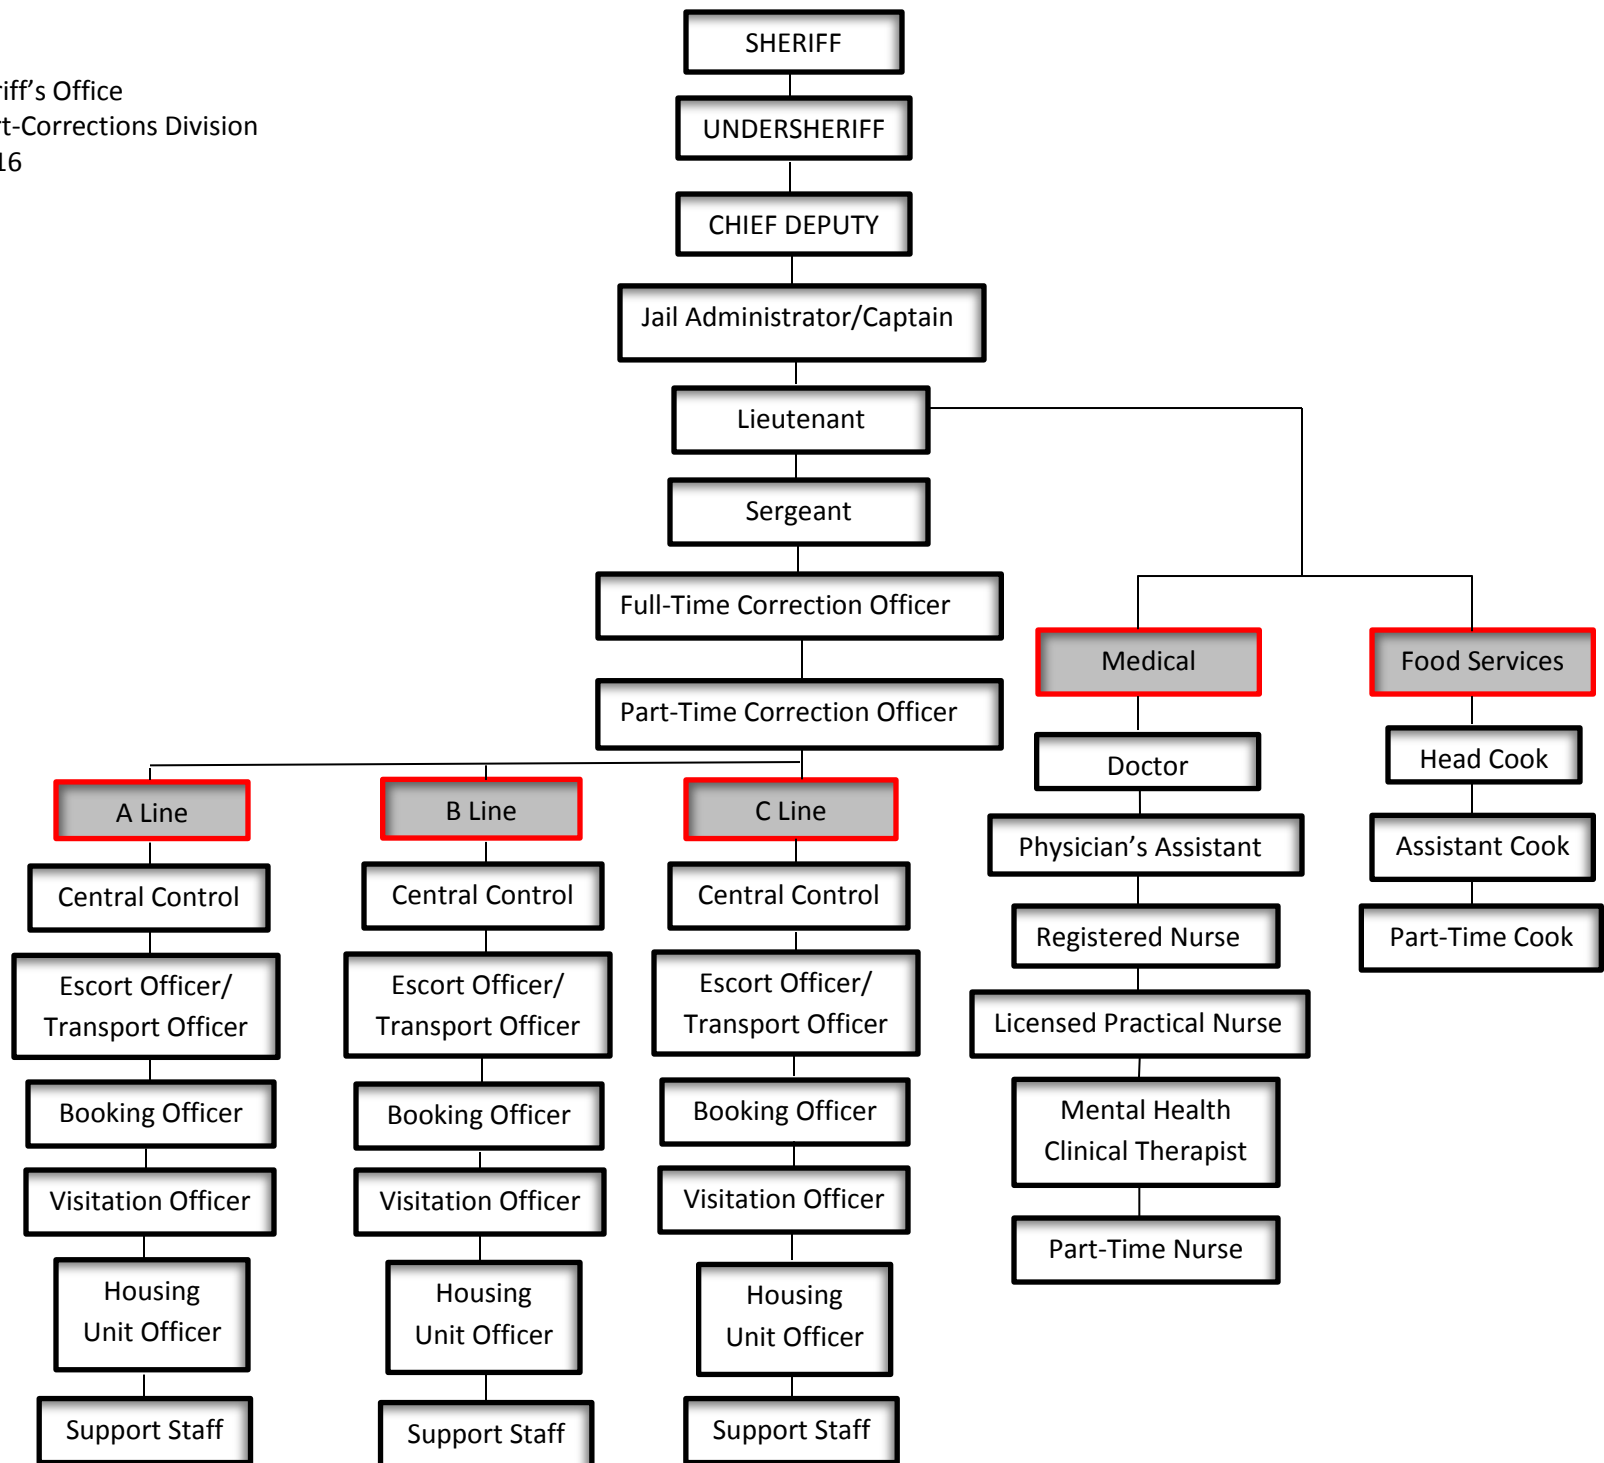 SHERIFF
riff's Office
rt-Corrections Division
16
UNDERSHERIFF
CHIEF DEPUTY
Jail Administrator/Captain
Lieutenant
Sergeant
Full-Time Correction Officer
Part-Time Correction Officer
A Line
Central Control
Escort Officer/
Transport Officer
Booking Officer
Visitation Officer
Housing
Unit Officer
Support Staff
B Line
Central Control
Escort Officer/
Transport Officer
Booking Officer
Visitation Officer
Housing
Unit Officer
Support Staff
C Line
Central Control
Escort Officer/
Transport Officer
Booking Officer
Visitation Officer
Housing
Unit Officer
Support Staff
Medical
Doctor
Physician's Assistant
Registered Nurse
Licensed Practical Nurse
Mental Health
Clinical Therapist
Part-Time Nurse
Food Services
Head Cook
Assistant Cook
Part-Time Cook